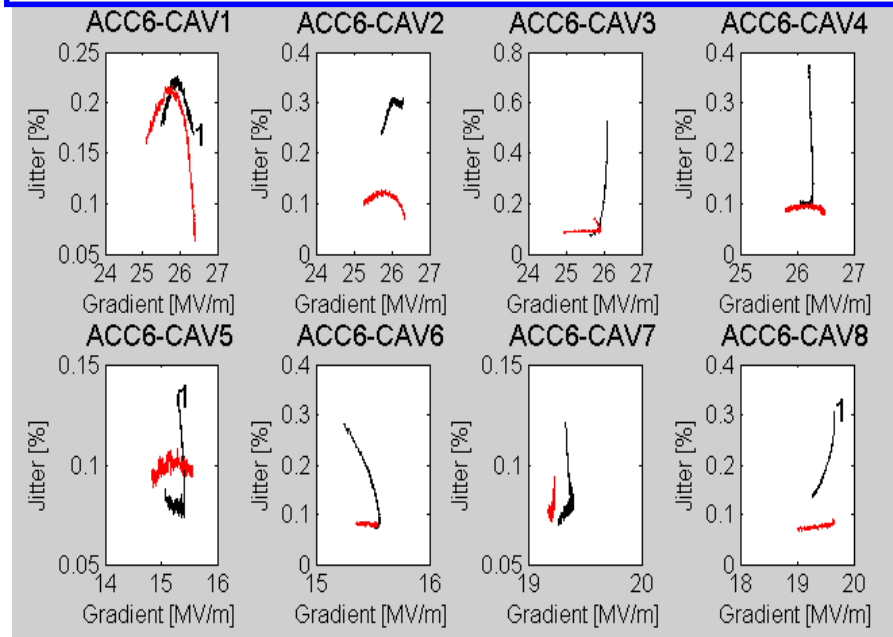 ACC6-CAV1 ACC6-CAV2 ACC6-CAV3 ACC6-CAV4
0.25 0.4 0.8 0.4
0.2 0.3 0.6 0.3
Jitter [%] Jitter [%] Jitter [%] Jitter [%]
0.15 0.2 0.4 0.2
1
0.1 0.1 0.2 0.1
0.05 0 0 0
24 25 26 27 24 25 26 27 24 25 26 27 25 26 27
Gradient [MV/m] Gradient [MV/m] Gradient [MV/m] Gradient [MV/m]
ACC6-CAV5 ACC6-CAV6 ACC6-CAV7 ACC6-CAV8
0.15 0.4 0.15 0.4
1 1
0.3 0.3
Jitter [%] Jitter [%] Jitter [%] Jitter [%]
0.1 0.2 0.1 0.2
0.1 0.1
0.05 0 0.05 0
14 15 16 15 16 19 20 18 19 20
Gradient [MV/m] Gradient [MV/m] Gradient [MV/m] Gradient [MV/m]